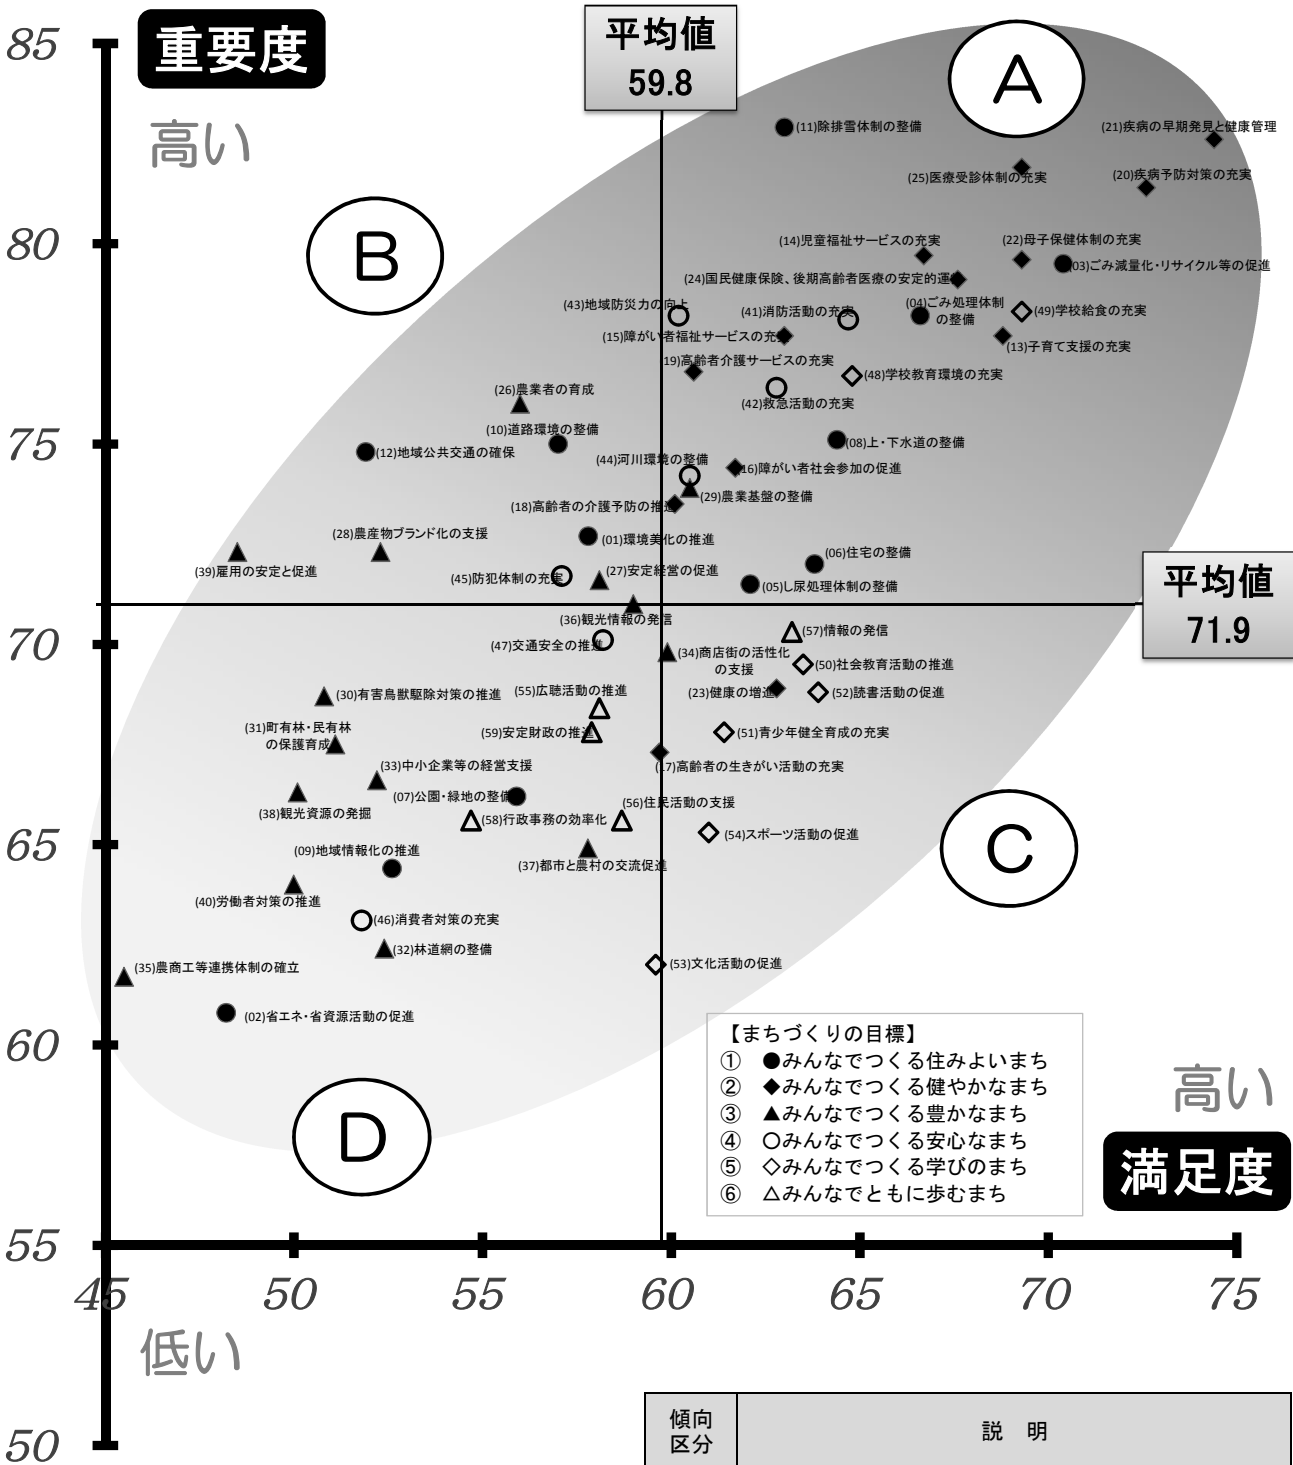 85
重要度
平均値
59.8
A
高い
(11)除排雪体制の整備
(21)疾病の早期発見と健康管理
(25)医療受診体制の充実
(20)疾病予防対策の充実
80
B
(14)児童福祉サービスの充実
(22)母子保健体制の充実
(24)国民健康保険、後期高齢者医療の安定的運
(03)ごみ減量化・リサイクル等の促進
(43)地域防災力の向上
(41)消防活動の充実
(04)ごみ処理体制
の整備
(49)学校給食の充実
(15)障がい者福祉サービスの充
(13)子育て支援の充実
19)高齢者介護サービスの充実
(48)学校教育環境の充実
(26)農業者の育成
(42)救急活動の充実
75
(10)道路環境の整備
(08)上・下水道の整備
(12)地域公共交通の確保
(44)河川環境の整備
16)障がい者社会参加の促進
(29)農業基盤の整備
(18)高齢者の介護予防の推進
(28)農産物ブランド化の支援
(01)環境美化の推進
(06)住宅の整備
(39)雇用の安定と促進
(45)防犯体制の充実
(27)安定経営の促進
(05)し尿処理体制の整備
平均値
71.9
(36)観光情報の発信
70
(47)交通安全の推進
(57)情報の発信
(34)商店街の活性化
の支援
(50)社会教育活動の推進
(30)有害鳥獣駆除対策の推進
(55)広聴活動の推進
(23)健康の増進
(52)読書活動の促進
(31)町有林・民有林
の保護育成
(59)安定財政の推進
(51)青少年健全育成の充実
(33)中小企業等の経営支援
(17)高齢者の生きがい活動の充実
(07)公園・緑地の整備
(38)観光資源の発掘
(56)住民活動の支援
(58)行政事務の効率化
(54)スポーツ活動の促進
C
65
(09)地域情報化の推進
(37)都市と農村の交流促進
(40)労働者対策の推進
(46)消費者対策の充実
(32)林道網の整備
(35)農商工等連携体制の確立
(53)文化活動の促進
(02)省エネ・省資源活動の促進
60
【まちづくりの目標】
① ●みんなでつくる住みよいまち
② ◆みんなでつくる健やかなまち
③ ▲みんなでつくる豊かなまち
④ ○みんなでつくる安心なまち
⑤ ◇みんなでつくる学びのまち
⑥ △みんなでともに歩むまち
高い
D
満足度
55
45 50 55 60 65 70 75
低い
傾向
区分
説 明
50